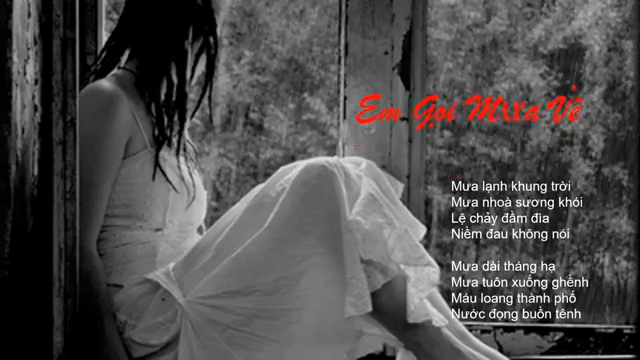 Em Gọi Mưa Về
Mưa lạnh khung trời
Mưa nhoà sương khói
Lệ chảy đầm đìa
Niềm đau không nói
Mưa dài tháng hạ
Mưa tuôn xuống ghềnh
Máu loang thành phố
Nước đọng buồn tênh